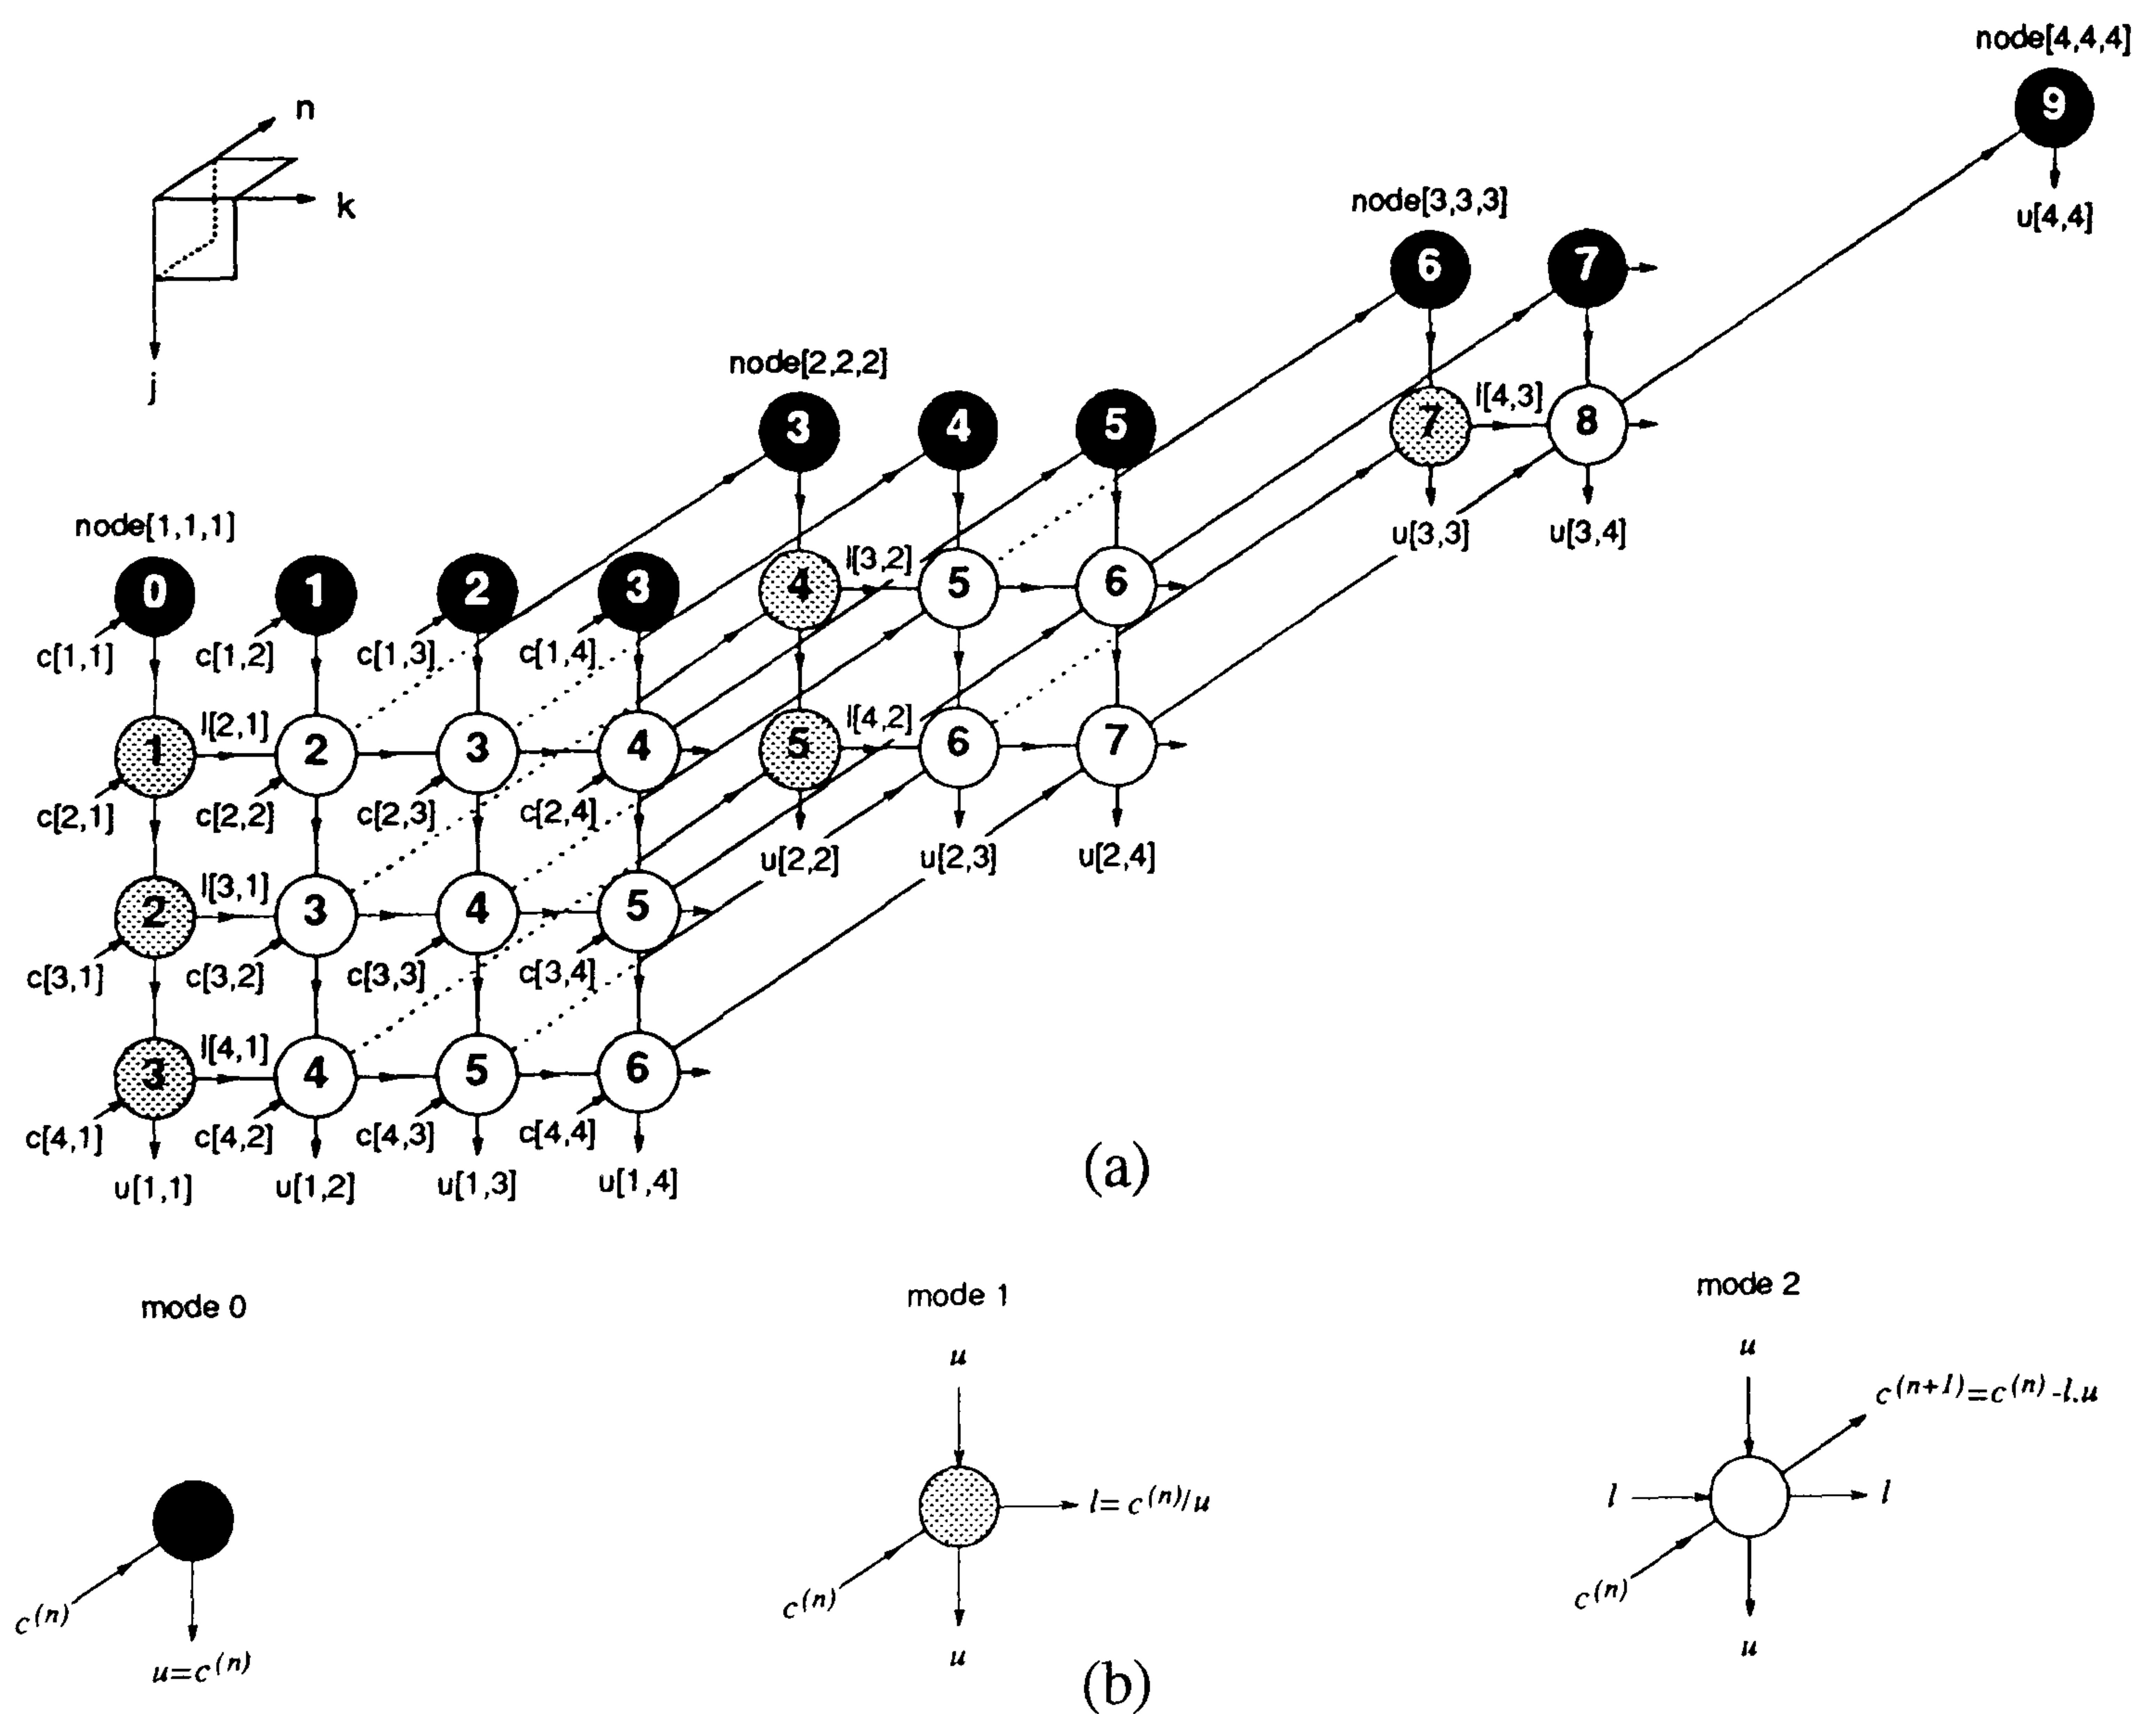 node[4,4,4]
9
u[4,4]
n
k
j
node[3,3,3]
6 7
l[4,3]
7 8
u[3,3] u[3,4]
node[2,2,2]
3 4 5
l[3,2]
4 5 6
l[4,2]
5 6 7
u[2,2] u[2,3] u[2,4]
node[1,1,1]
0 1 2 3
c[1,1] c[1,2] c[1,3] c[1,4]
l[2,1]
1 2 3 4
c[2,1] c[2,2] c[2,3] c[2,4]
l[3,1]
2 3 4 5
c[3,1] c[3,2] c[3,3] c[3,4]
l[4,1]
3 4 5 6
c[4,1] c[4,2] c[4,3] c[4,4]
u[1,1] u[1,2] u[1,3] u[1,4]
(a)
mode 0
c(n)
u=c(n)
mode 1
u
l= c(n)/u
c(n)
u
mode 2
u
c(n+1)=c(n)-l.u
l l
c(n)
u
(b)